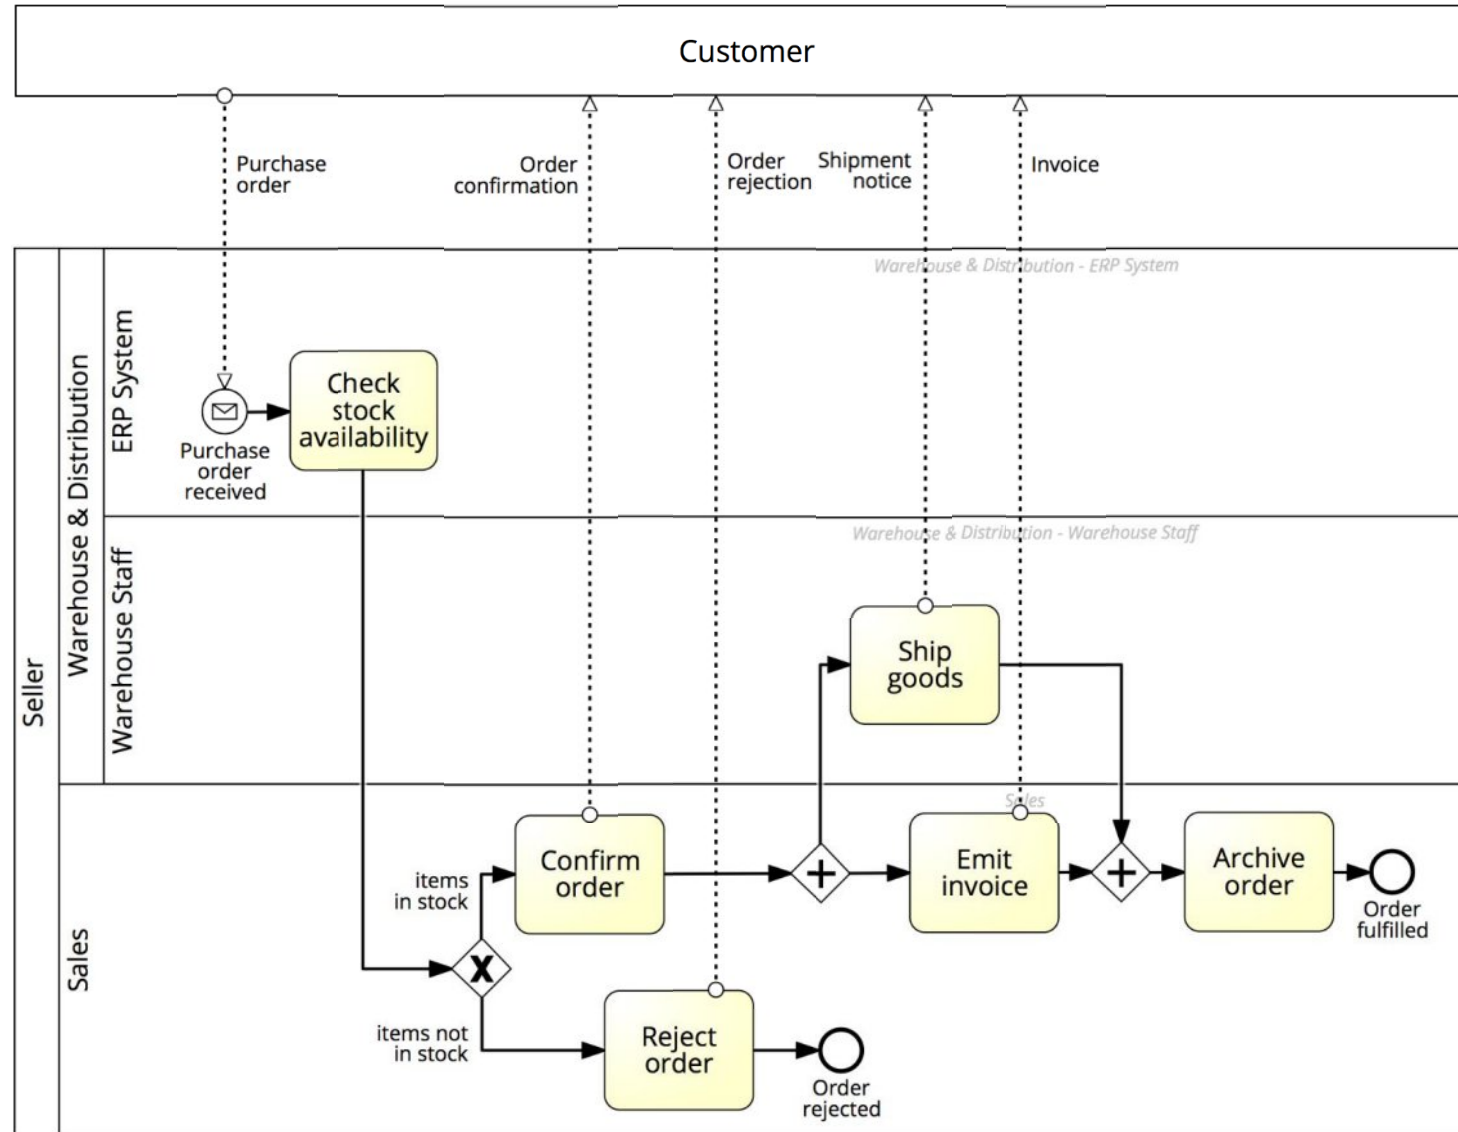 Customer
Purchase
order
Order
confirmation
Order
rejection
Shipment
notice
Invoice
Seller
Warehouse & Distribution
ERP System
Warehouse & Distribution - ERP System
Check
stock
availability
Purchase
order
received
Warehouse Staff
Warehouse & Distribution - Warehouse Staff
Ship
goods
Sales
Sales
items
in stock
Confirm
order
Emit
invoice
Archive
order
Order
fulfilled
X
items not
in stock
Reject
order
Order
rejected